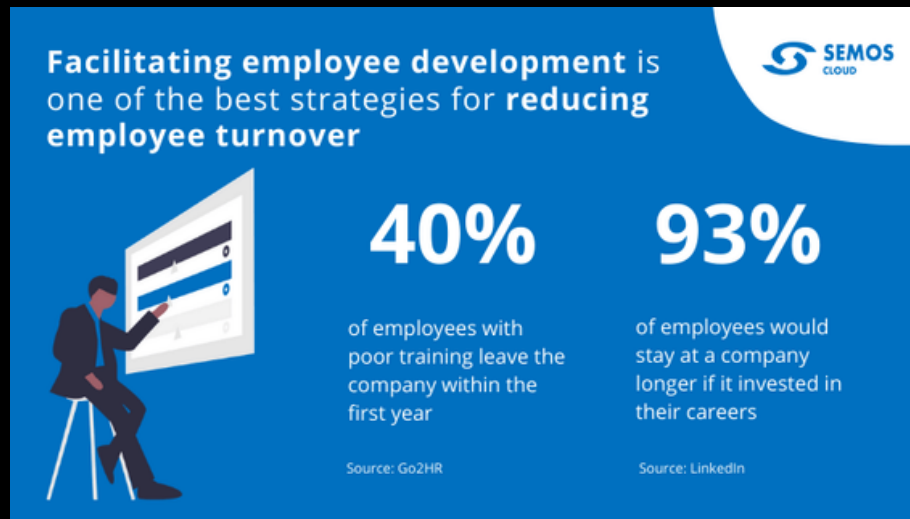 Facilitating employee development is
one of the best strategies for reducing
employee turnover
SEMOS
CLOUD
40%
of employees with
poor training leave the
company within the
first year
Source: Go2HR
93%
of employees would
stay at a company
longer if it invested in
their careers
Source: LinkedIn